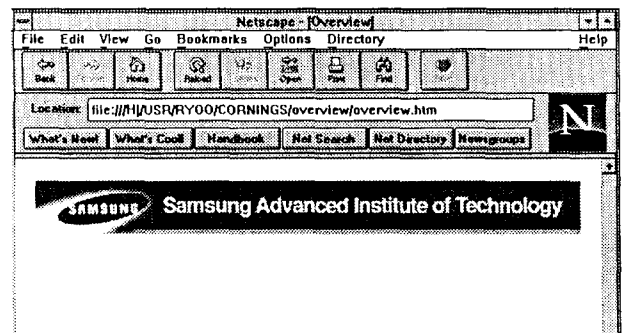 Netscape - [Overview]
File Edit View Go Bookmarks Options Directory Help
Back Home Reload Open Print Find
Location: file:///H|/USR/RYOO/CORNINGS/overview/overview.htm
N
What's New! What's Cool! Handbook Net Search Net Directory Newsgroups
SAMSUNG Samsung Advanced Institute of Technology